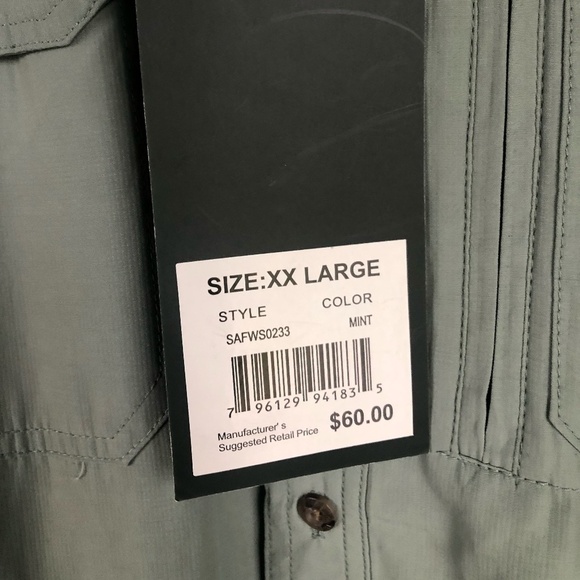 SIZE:XX LARGE
STYLE COLOR
SAFWS0233 MINT
7 96129 94183 5
Manufacturer' s
Suggested Retail Price $60.00